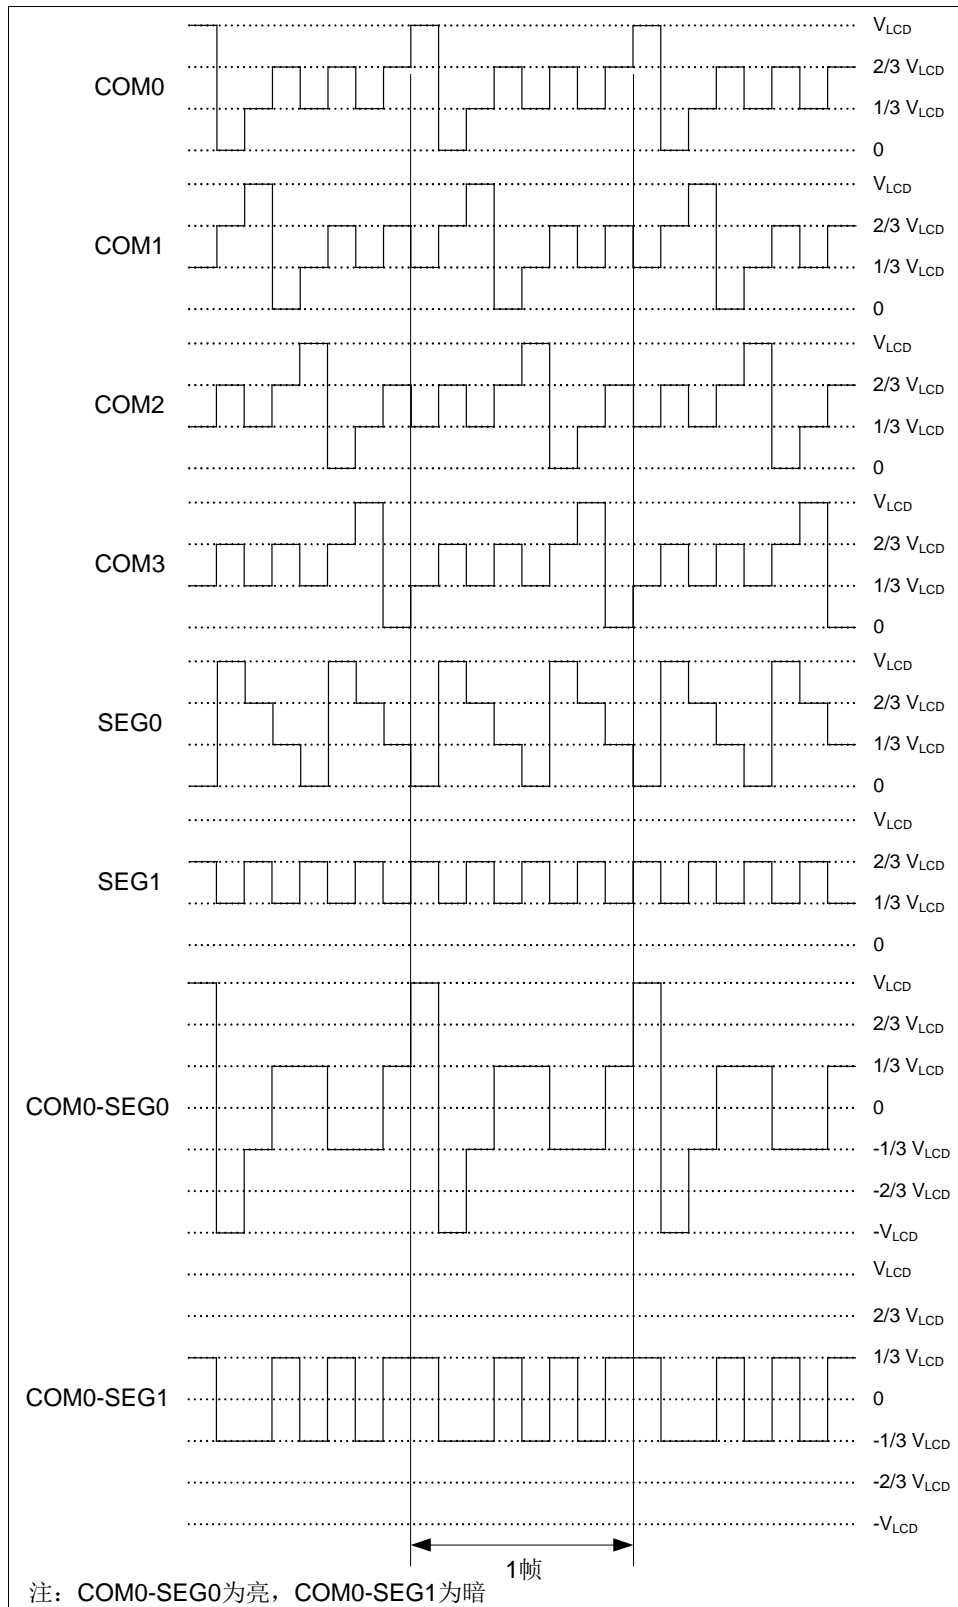 V_LCD
2/3 V_LCD
COM0
1/3 V_LCD
0
V_LCD
2/3 V_LCD
COM1
1/3 V_LCD
0
V_LCD
2/3 V_LCD
COM2
1/3 V_LCD
0
V_LCD
2/3 V_LCD
COM3
1/3 V_LCD
0
V_LCD
2/3 V_LCD
SEG0
1/3 V_LCD
0
V_LCD
2/3 V_LCD
SEG1
1/3 V_LCD
0
V_LCD
2/3 V_LCD
1/3 V_LCD
COM0-SEG0
0
-1/3 V_LCD
-2/3 V_LCD
-V_LCD
V_LCD
2/3 V_LCD
1/3 V_LCD
COM0-SEG1
0
-1/3 V_LCD
-2/3 V_LCD
-V_LCD
1帧
注：COM0-SEG0为亮，COM0-SEG1为暗